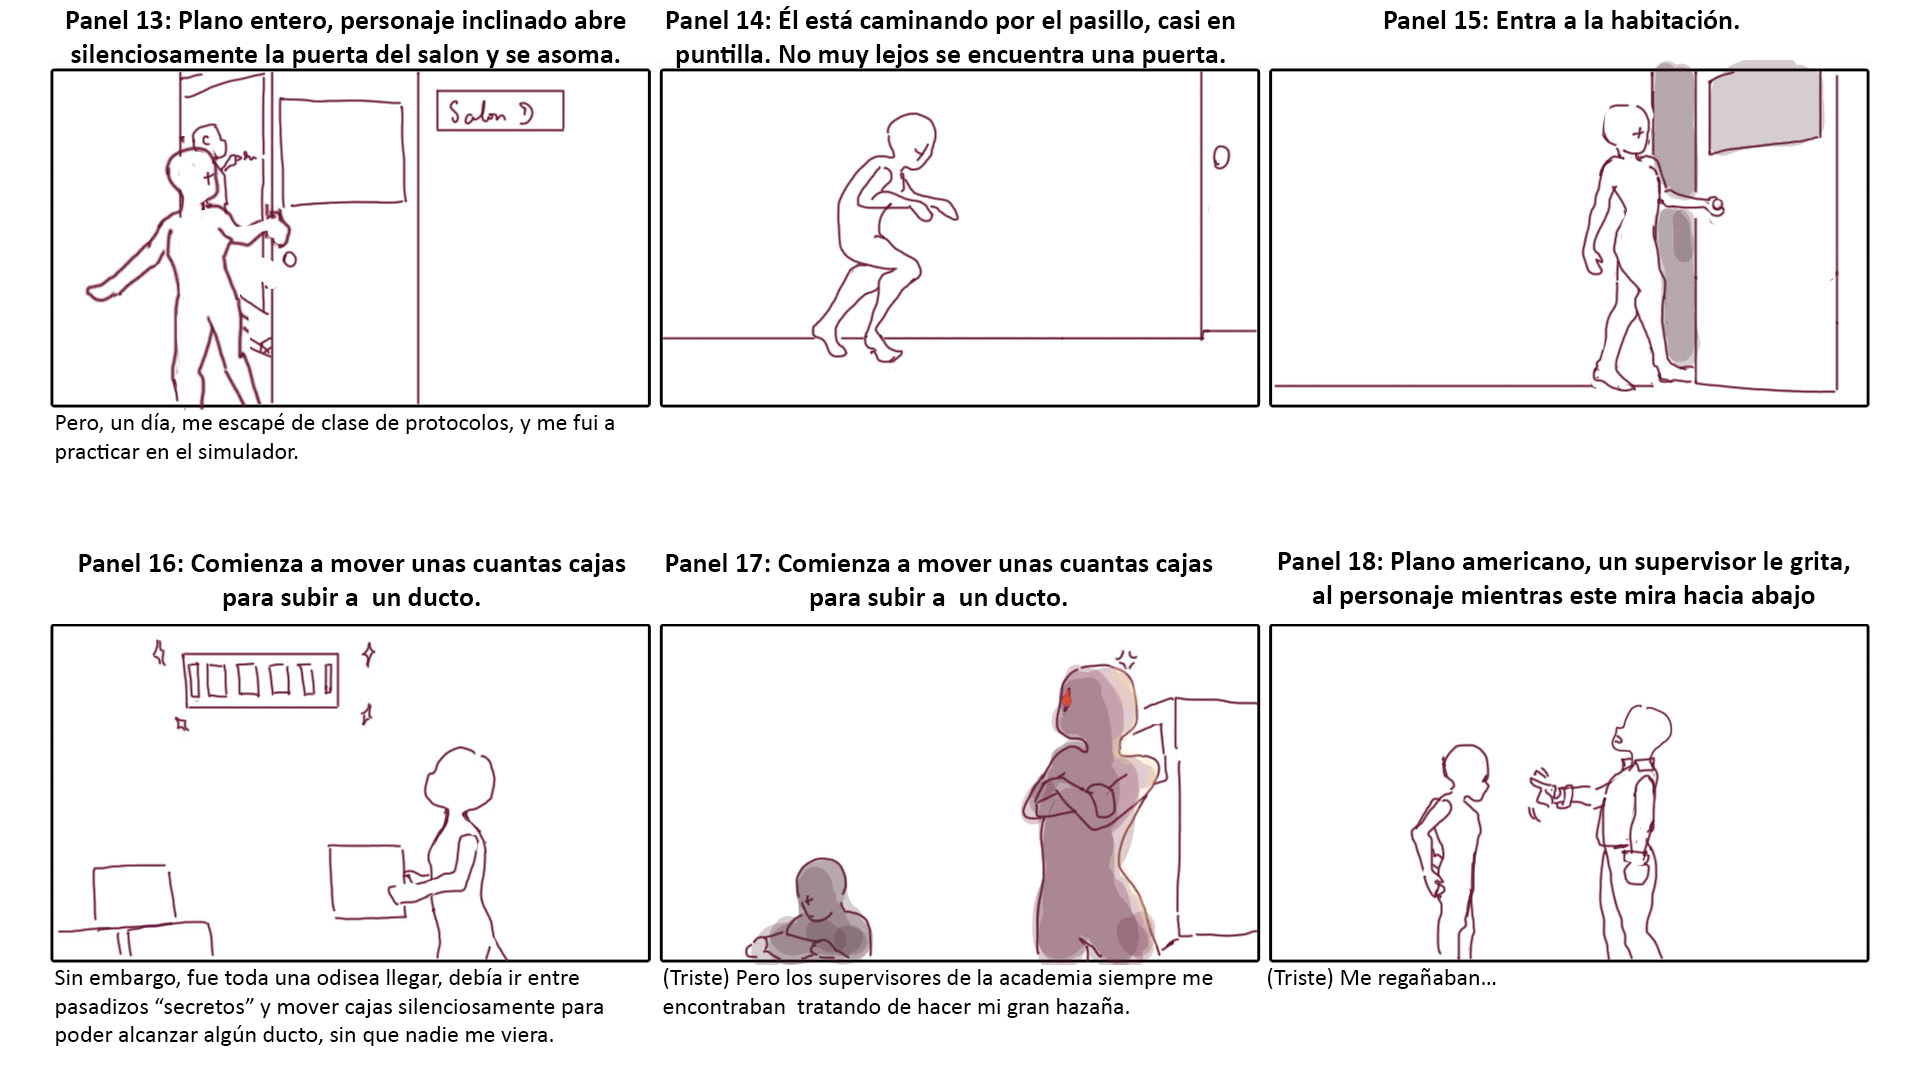 Panel 13: Plano entero, personaje inclinado abre
silenciosamente la puerta del salon y se asoma.
Salon D
Pero, un día, me escapé de clase de protocolos, y me fui a
practicar en el simulador.
Panel 14: Él está caminando por el pasillo, casi en
puntilla. No muy lejos se encuentra una puerta.
Panel 15: Entra a la habitación.
Panel 16: Comienza a mover unas cuantas cajas
para subir a  un ducto.
Sin embargo, fue toda una odisea llegar, debía ir entre
pasadizos “secretos” y mover cajas silenciosamente para
poder alcanzar algún ducto, sin que nadie me viera.
Panel 17: Comienza a mover unas cuantas cajas
para subir a  un ducto.
(Triste) Pero los supervisores de la academia siempre me
encontraban  tratando de hacer mi gran hazaña.
Panel 18: Plano americano, un supervisor le grita,
al personaje mientras este mira hacia abajo
(Triste) Me regañaban...